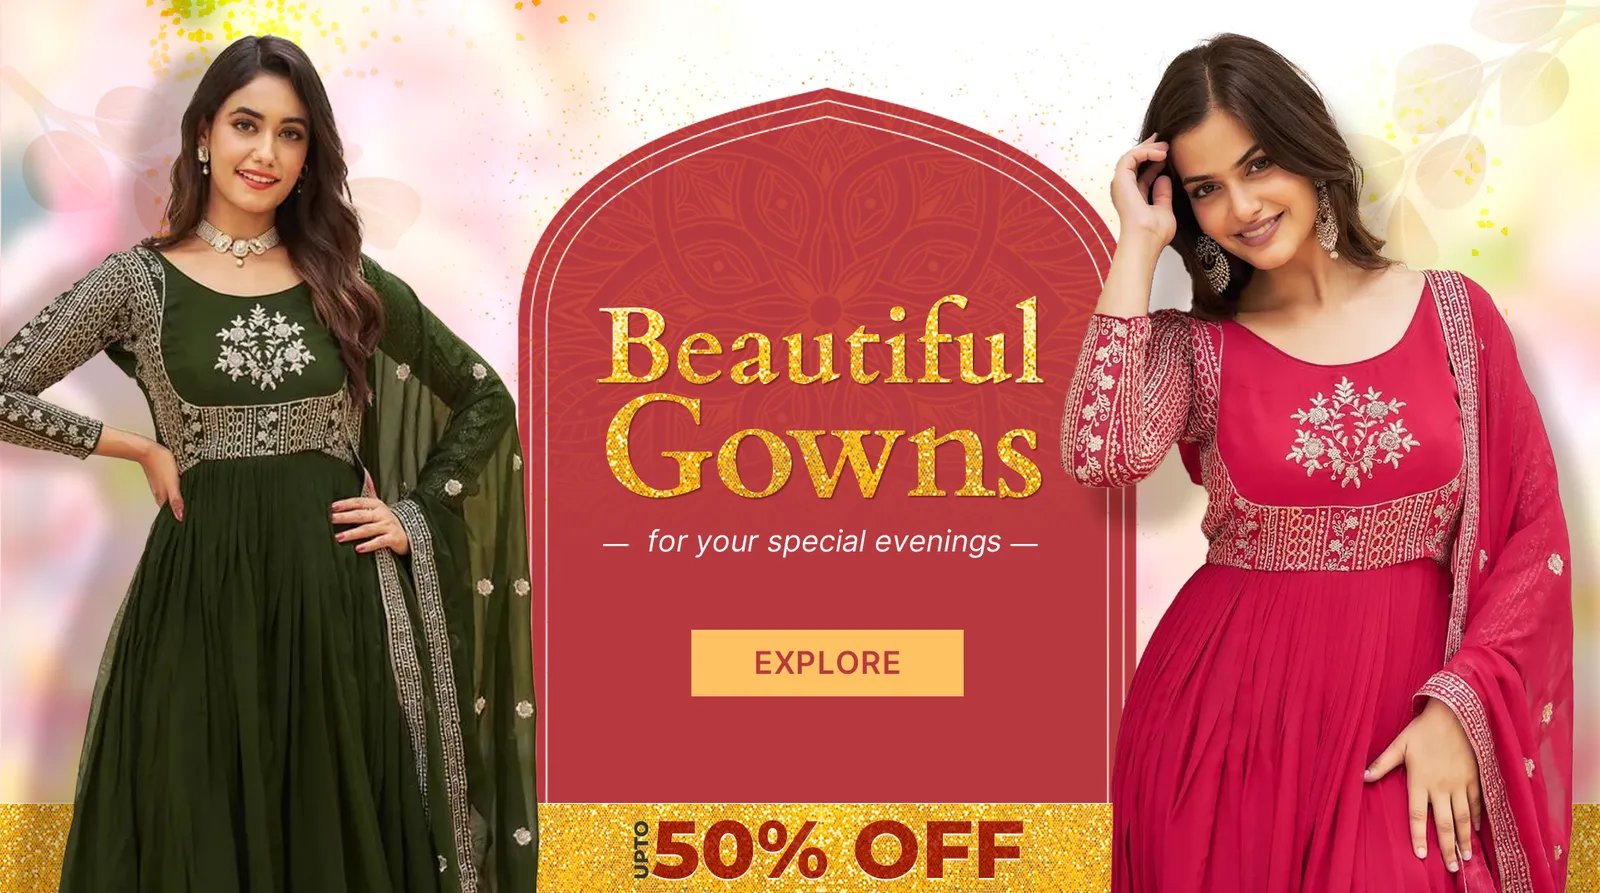 Beautiful
Gowns
— for your special evenings —
EXPLORE
UPTO
50% OFF